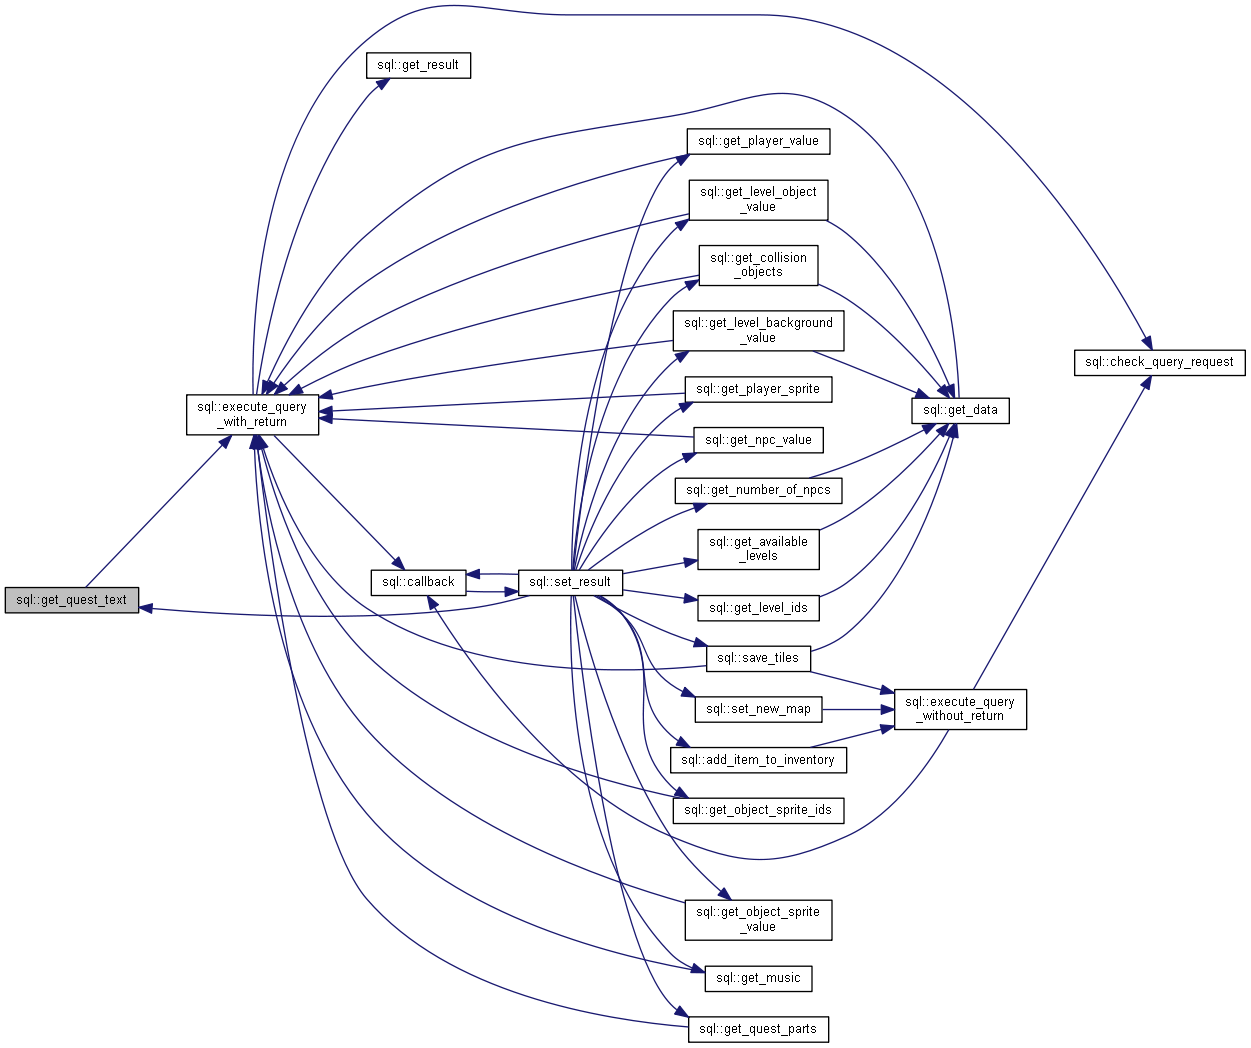 sql::get_result
sql::get_player_value
sql::get_level_object
_value
sql::get_collision
_objects
sql::get_level_background
_value
sql::check_query_request
sql::get_player_sprite
sql::execute_query
_with_return
sql::get_data
sql::get_npc_value
sql::get_number_of_npcs
sql::get_available
_levels
sql::callback
sql::set_result
sql::get_quest_text
sql::get_level_ids
sql::save_tiles
sql::set_new_map
sql::execute_query
_without_return
sql::add_item_to_inventory
sql::get_object_sprite_ids
sql::get_object_sprite
_value
sql::get_music
sql::get_quest_parts